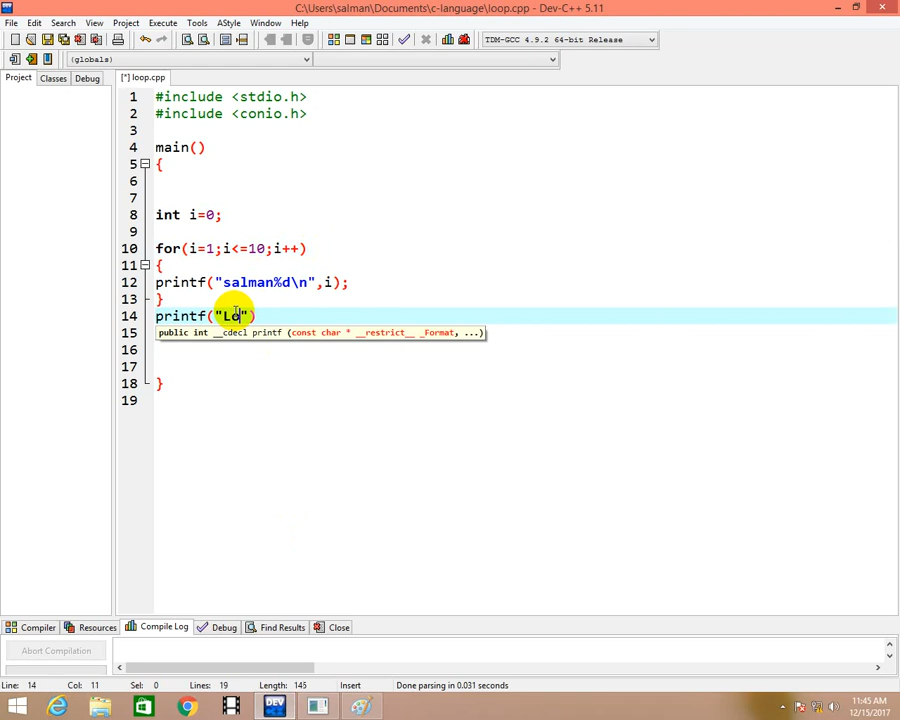 C:\Users\salman\Documents\c-language\loop.cpp - Dev-C++ 5.11
File Edit Search View Project Execute Tools AStyle Window Help
TDM-GCC 4.9.2 64-bit Release
(globals)
Project Classes Debug [*] loop.cpp
1 #include <stdio.h>
2 #include <conio.h>
3
4 main()
5 {
6
7
8 int i=0;
9
10 for(i=1;i<=10;i++)
11 {
12 printf("salman%d\n",i);
13 }
14 printf("Lo")
15 public int __cdecl printf (const char * __restrict__ _Format, ...)
16
17
18 }
19
Compiler Resources Compile Log Debug Find Results Close
Abort Compilation
Line: 14 Col: 11 Sel: 0 Lines: 19 Length: 145 Insert Done parsing in 0.031 seconds
DEV
11:45 AM
12/15/2017